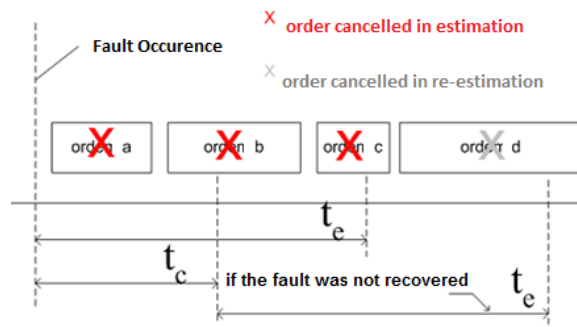 Fault Occurence
X order cancelled in estimation
X order cancelled in re-estimation
order a
order b
order c
order d
te
tc
if the fault was not recovered
te